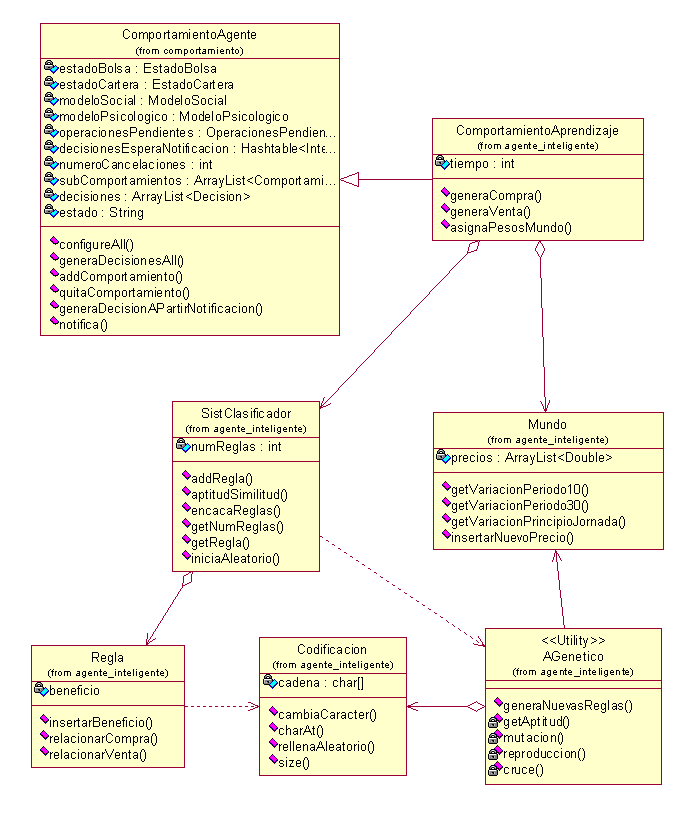 ComportamientoAgente
(from comportamiento)
estadoBolsa : EstadoBolsa
estadoCartera : EstadoCartera
modeloSocial : ModeloSocial
modeloPsicologico : ModeloPsicologico
operacionesPendientes : OperacionesPendien...
decisionesEsperaNotificacion : Hashtable<Inte...
numeroCancelaciones : int
subComportamientos : ArrayList<Comportami...
decisiones : ArrayList<Decision>
estado : String
configureAll()
generaDecisionesAll()
addComportamiento()
quitaComportamiento()
generaDecisionAPartirNotificacion()
notifica()
ComportamientoAprendizaje
(from agente_inteligente)
tiempo : int
generaCompra()
generaVenta()
asignaPesosMundo()
SistClasificador
(from agente_inteligente)
numReglas : int
addRegla()
aptitudSimilitud()
encacaReglas()
getNumReglas()
getRegla()
iniciaAleatorio()
Mundo
(from agente_inteligente)
precios : ArrayList<Double>
getVariacionPeriodo10()
getVariacionPeriodo30()
getVariacionPrincipioJornada()
insertarNuevoPrecio()
Regla
(from agente_inteligente)
beneficio
insertarBeneficio()
relacionarCompra()
relacionarVenta()
Codificacion
(from agente_inteligente)
cadena : char[]
cambiaCaracter()
charAt()
rellenaAleatorio()
size()
<<Utility>>
AGenetico
(from agente_inteligente)
generaNuevasReglas()
getAptitud()
mutacion()
reproduccion()
cruce()